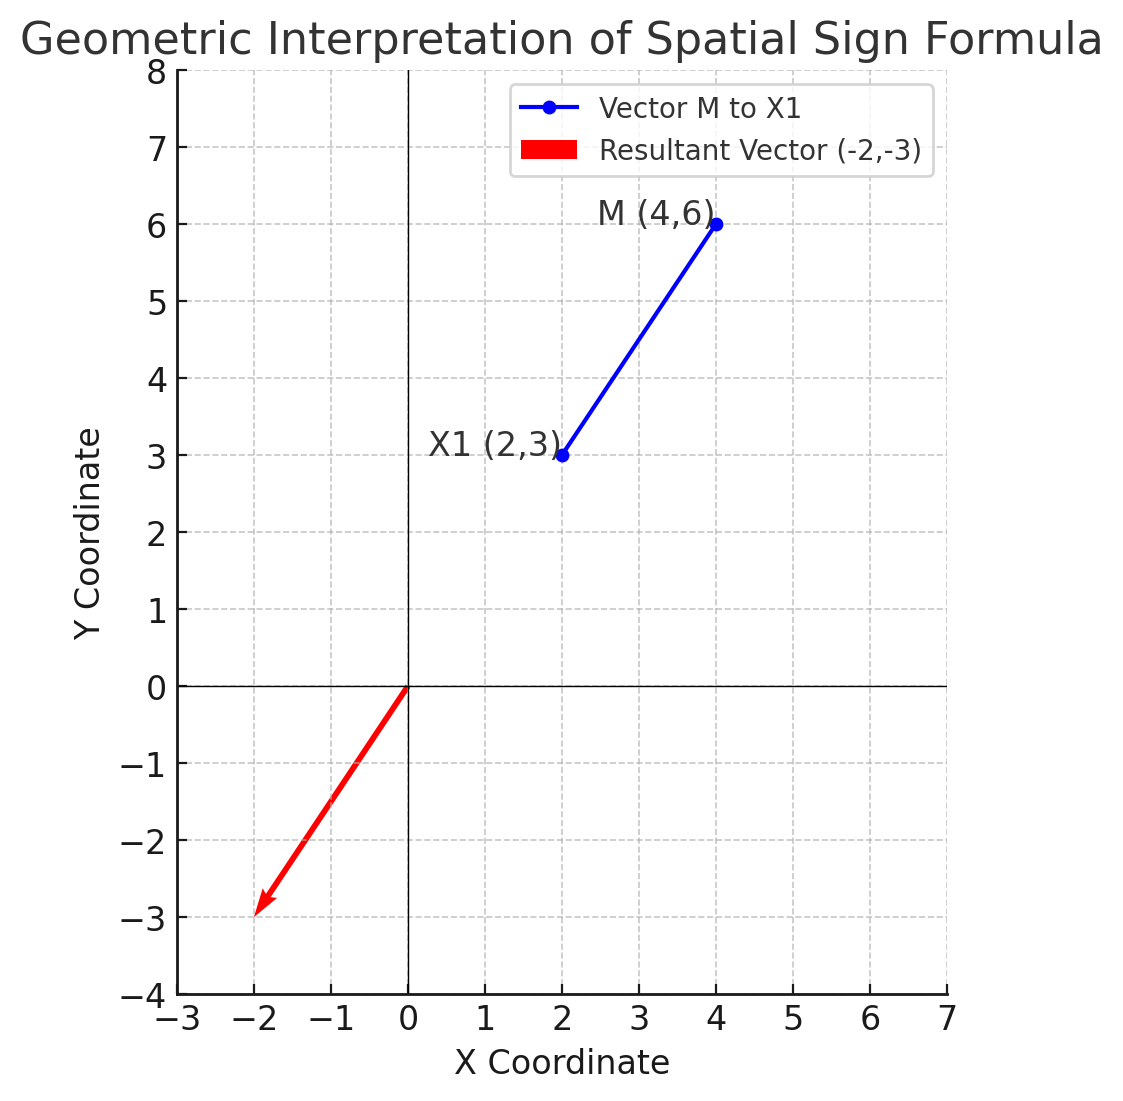 Geometric Interpretation of Spatial Sign Formula
Vector M to X1
Resultant Vector (-2,-3)
M (4,6)
X1 (2,3)
Y Coordinate
8
7
6
5
4
3
2
1
0
−1
−2
−3
−4
−3 −2 −1 0 1 2 3 4 5 6 7
X Coordinate